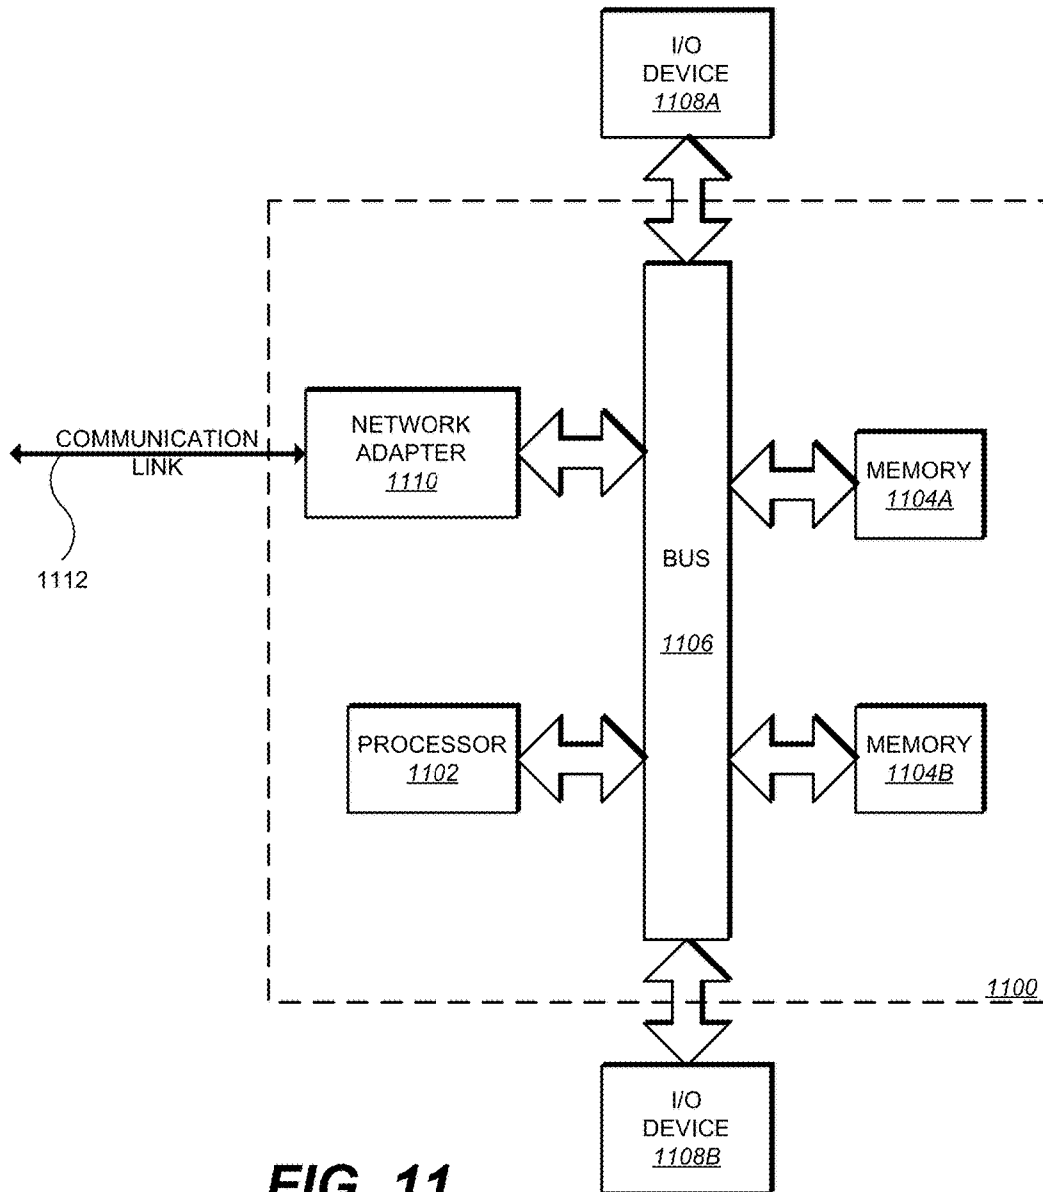 I/O
DEVICE
1108A
NETWORK
ADAPTER
1110
COMMUNICATION
LINK
1112
MEMORY
1104A
BUS
1106
PROCESSOR
1102
MEMORY
1104B
1100
I/O
DEVICE
1108B
FIG. 11